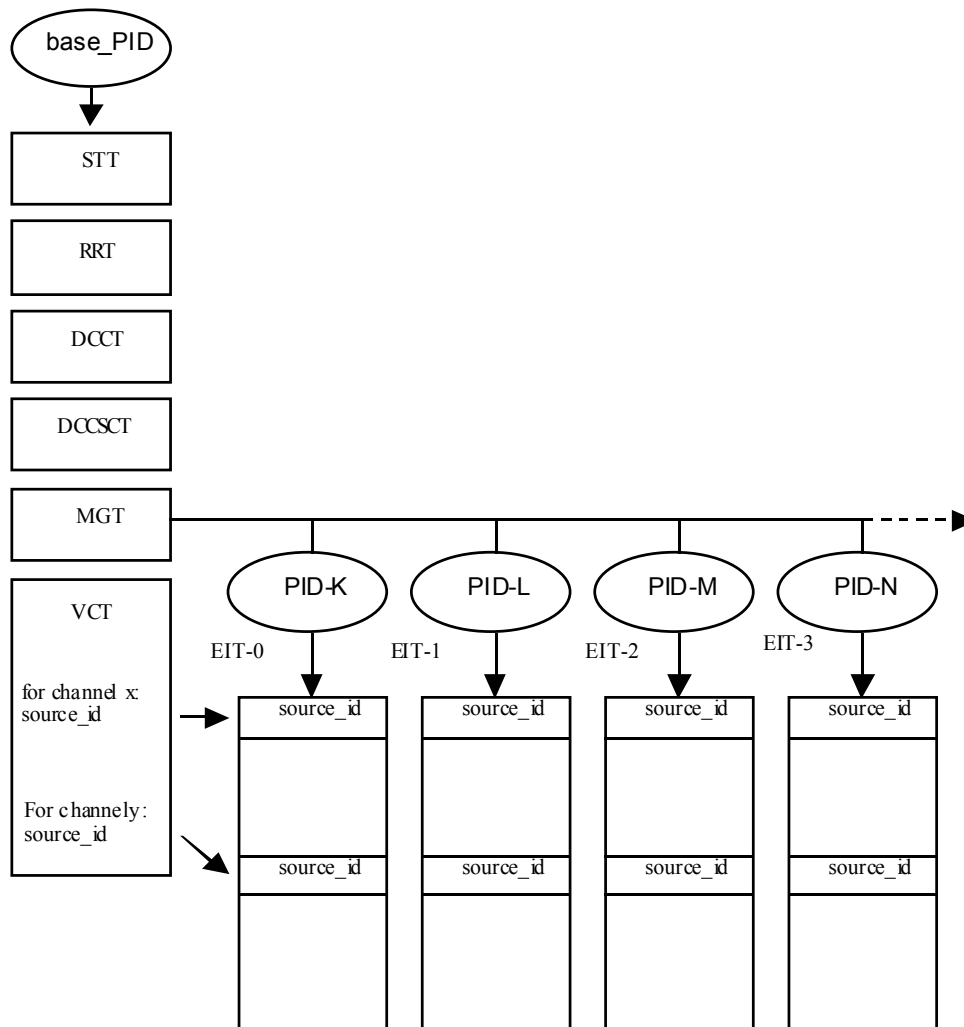 base_PID
STT
RRT
DCCT
DCCSCT
MGT
PID-K
PID-L
PID-M
PID-N
VCT
EIT-0
EIT-1
EIT-2
EIT-3
for channel x:
source_id
source_id
source_id
source_id
source_id
For channely:
source_id
source_id
source_id
source_id
source_id